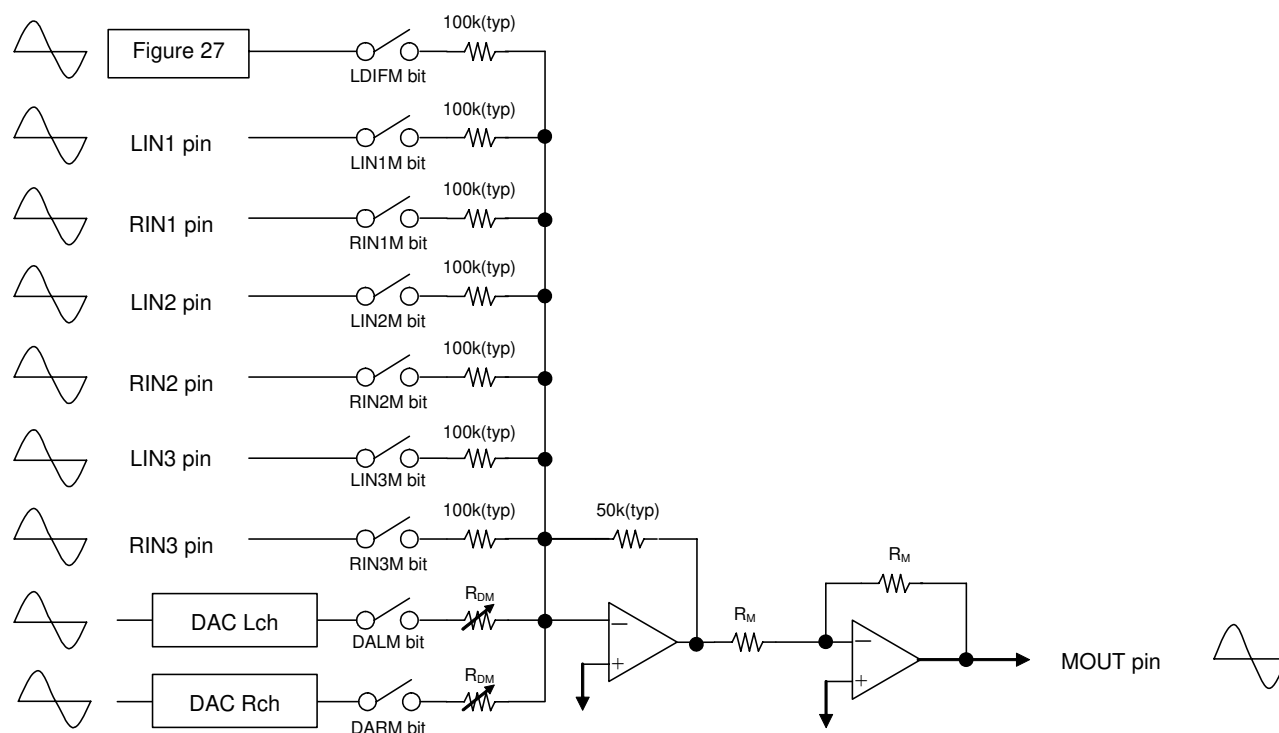 100k(typ)
Figure 27
LDIFM bit
100k(typ)
LIN1 pin
LIN1M bit
100k(typ)
RIN1 pin
RIN1M bit
100k(typ)
LIN2 pin
LIN2M bit
100k(typ)
RIN2 pin
RIN2M bit
100k(typ)
LIN3 pin
LIN3M bit
100k(typ)
50k(typ)
RIN3 pin
RIN3M bit
RM
RDM
DAC Lch
DALM bit
−
+
RM
−
+
MOUT pin
RDM
DAC Rch
DARM bit